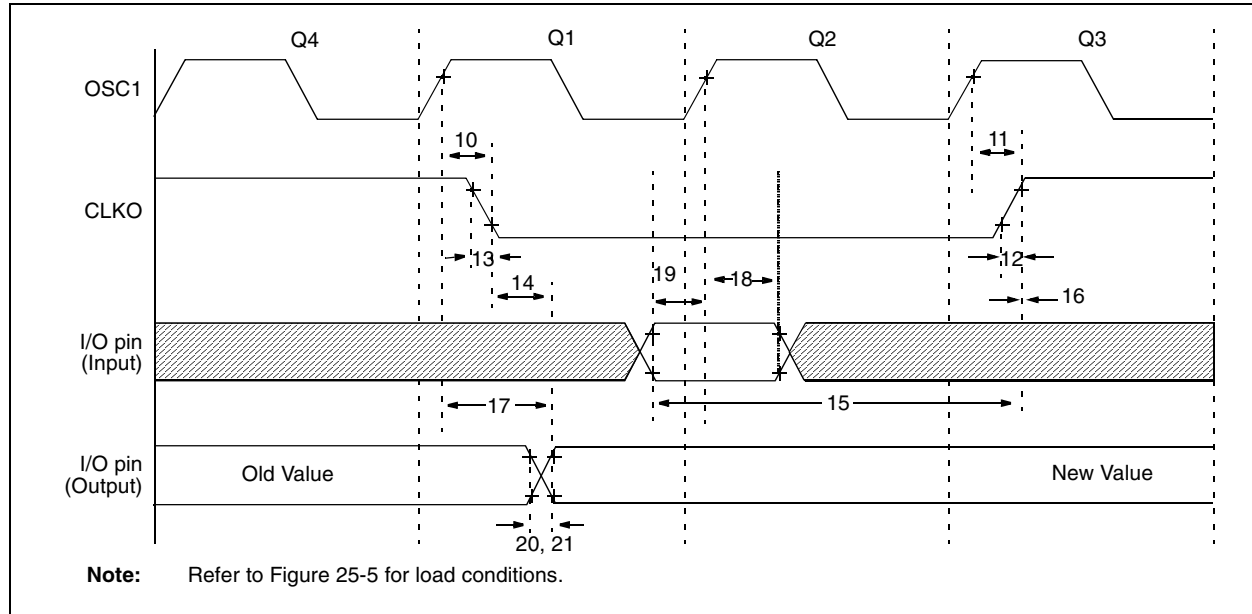 Q4 Q1 Q2 Q3
OSC1
10 11
CLKO
13 12
14 19 18 16
I/O pin
(Input)
17 15
I/O pin
(Output)
Old Value New Value
20, 21
Note: Refer to Figure 25-5 for load conditions.